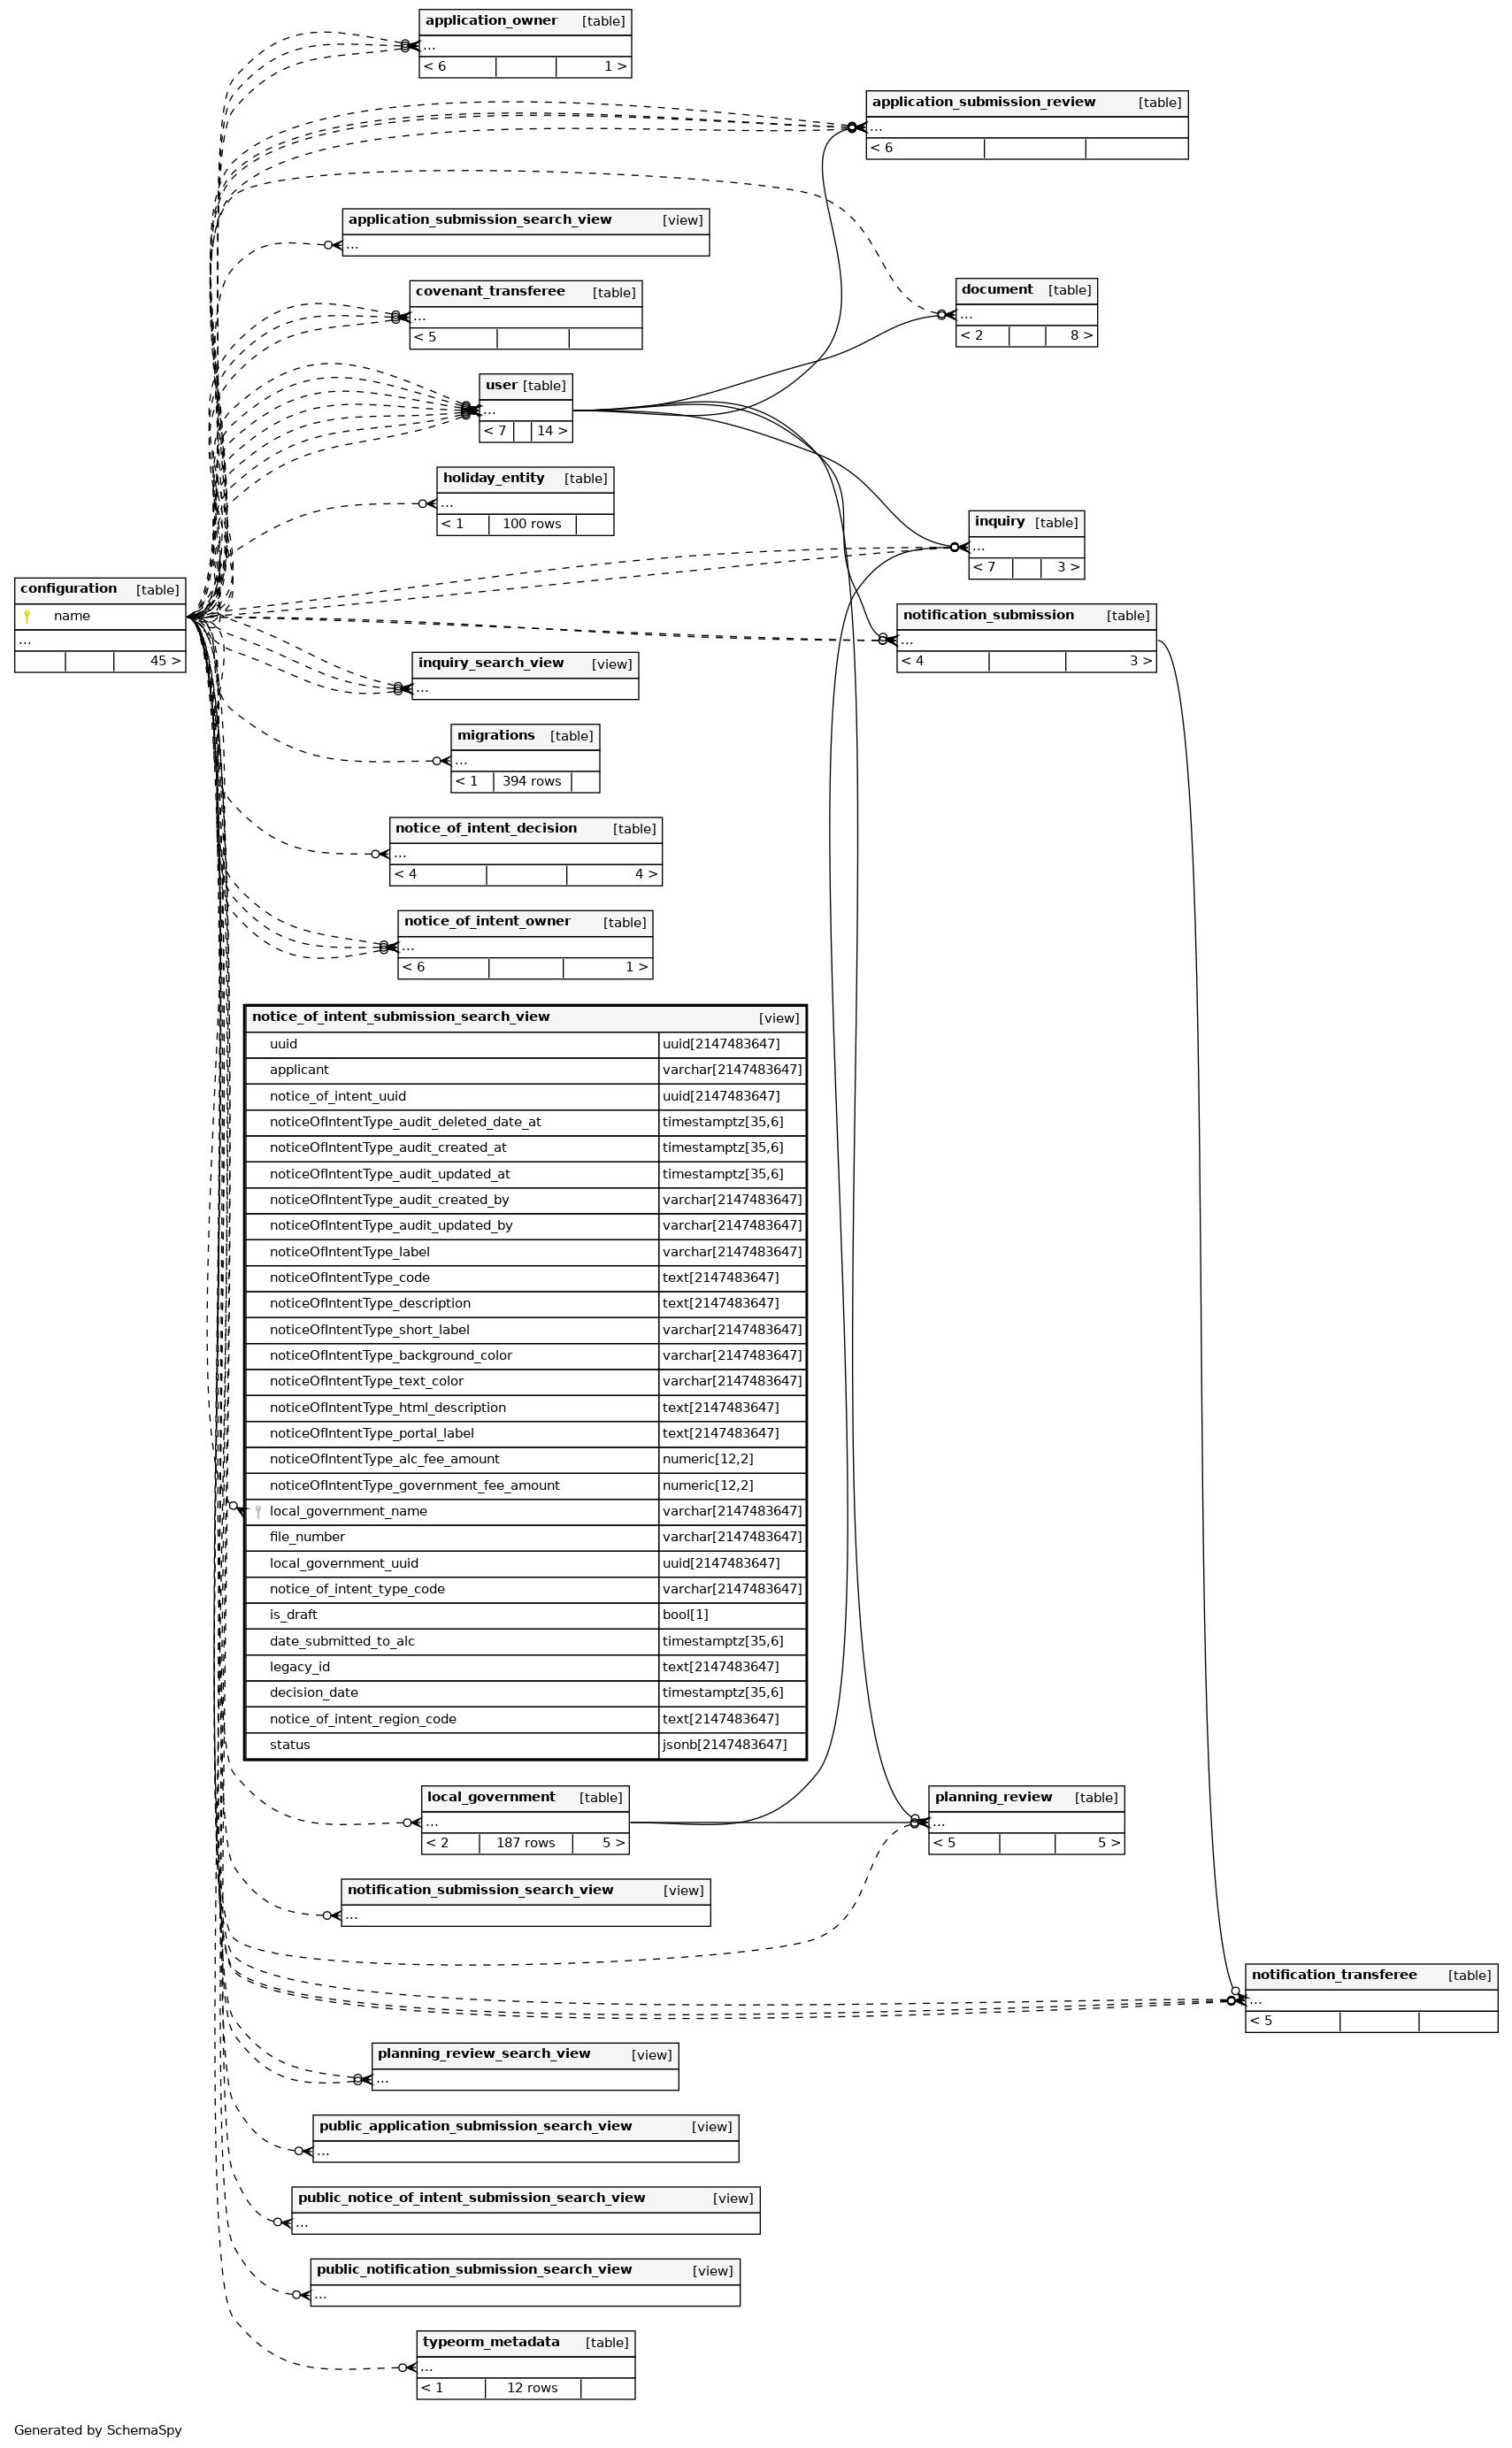 application_owner [table]
...
< 6 1 >
application_submission_review [table]
...
< 6
application_submission_search_view [view]
...
covenant_transferee [table]
...
< 5
document [table]
...
< 2 8 >
user [table]
...
< 7 14 >
holiday_entity [table]
...
< 1 100 rows
inquiry [table]
...
< 7 3 >
configuration [table]
name
...
45 >
notification_submission [table]
...
< 4 3 >
inquiry_search_view [view]
...
migrations [table]
...
< 1 394 rows
notice_of_intent_decision [table]
...
< 4 4 >
notice_of_intent_owner [table]
...
< 6 1 >
notice_of_intent_submission_search_view [view]
uuid uuid[2147483647]
applicant varchar[2147483647]
notice_of_intent_uuid uuid[2147483647]
noticeOfIntentType_audit_deleted_date_at timestamptz[35,6]
noticeOfIntentType_audit_created_at timestamptz[35,6]
noticeOfIntentType_audit_updated_at timestamptz[35,6]
noticeOfIntentType_audit_created_by varchar[2147483647]
noticeOfIntentType_audit_updated_by varchar[2147483647]
noticeOfIntentType_label varchar[2147483647]
noticeOfIntentType_code text[2147483647]
noticeOfIntentType_description text[2147483647]
noticeOfIntentType_short_label varchar[2147483647]
noticeOfIntentType_background_color varchar[2147483647]
noticeOfIntentType_text_color varchar[2147483647]
noticeOfIntentType_html_description text[2147483647]
noticeOfIntentType_portal_label text[2147483647]
noticeOfIntentType_alc_fee_amount numeric[12,2]
noticeOfIntentType_government_fee_amount numeric[12,2]
local_government_name varchar[2147483647]
file_number varchar[2147483647]
local_government_uuid uuid[2147483647]
notice_of_intent_type_code varchar[2147483647]
is_draft bool[1]
date_submitted_to_alc timestamptz[35,6]
legacy_id text[2147483647]
decision_date timestamptz[35,6]
notice_of_intent_region_code text[2147483647]
status jsonb[2147483647]
local_government [table]
...
< 2 187 rows 5 >
planning_review [table]
...
< 5 5 >
notification_submission_search_view [view]
...
notification_transferee [table]
...
< 5
planning_review_search_view [view]
...
public_application_submission_search_view [view]
...
public_notice_of_intent_submission_search_view [view]
...
public_notification_submission_search_view [view]
...
typeorm_metadata [table]
...
< 1 12 rows
Generated by SchemaSpy